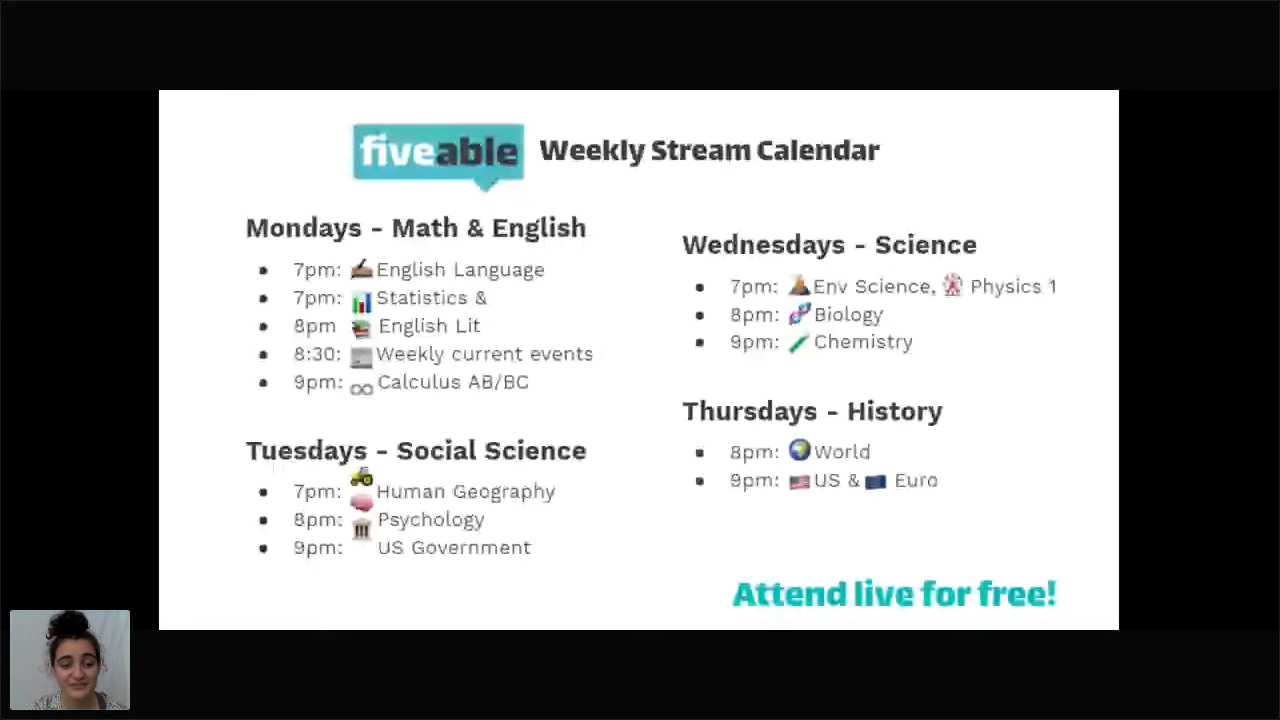 fiveable Weekly Stream Calendar
Mondays - Math & English
7pm: English Language
7pm: Statistics &
8pm English Lit
8:30: Weekly current events
9pm: Calculus AB/BC
Tuesdays - Social Science
7pm: Human Geography
8pm: Psychology
9pm: US Government
Wednesdays - Science
7pm: Env Science, Physics 1
8pm: Biology
9pm: Chemistry
Thursdays - History
8pm: World
9pm: US & Euro
Attend live for free!